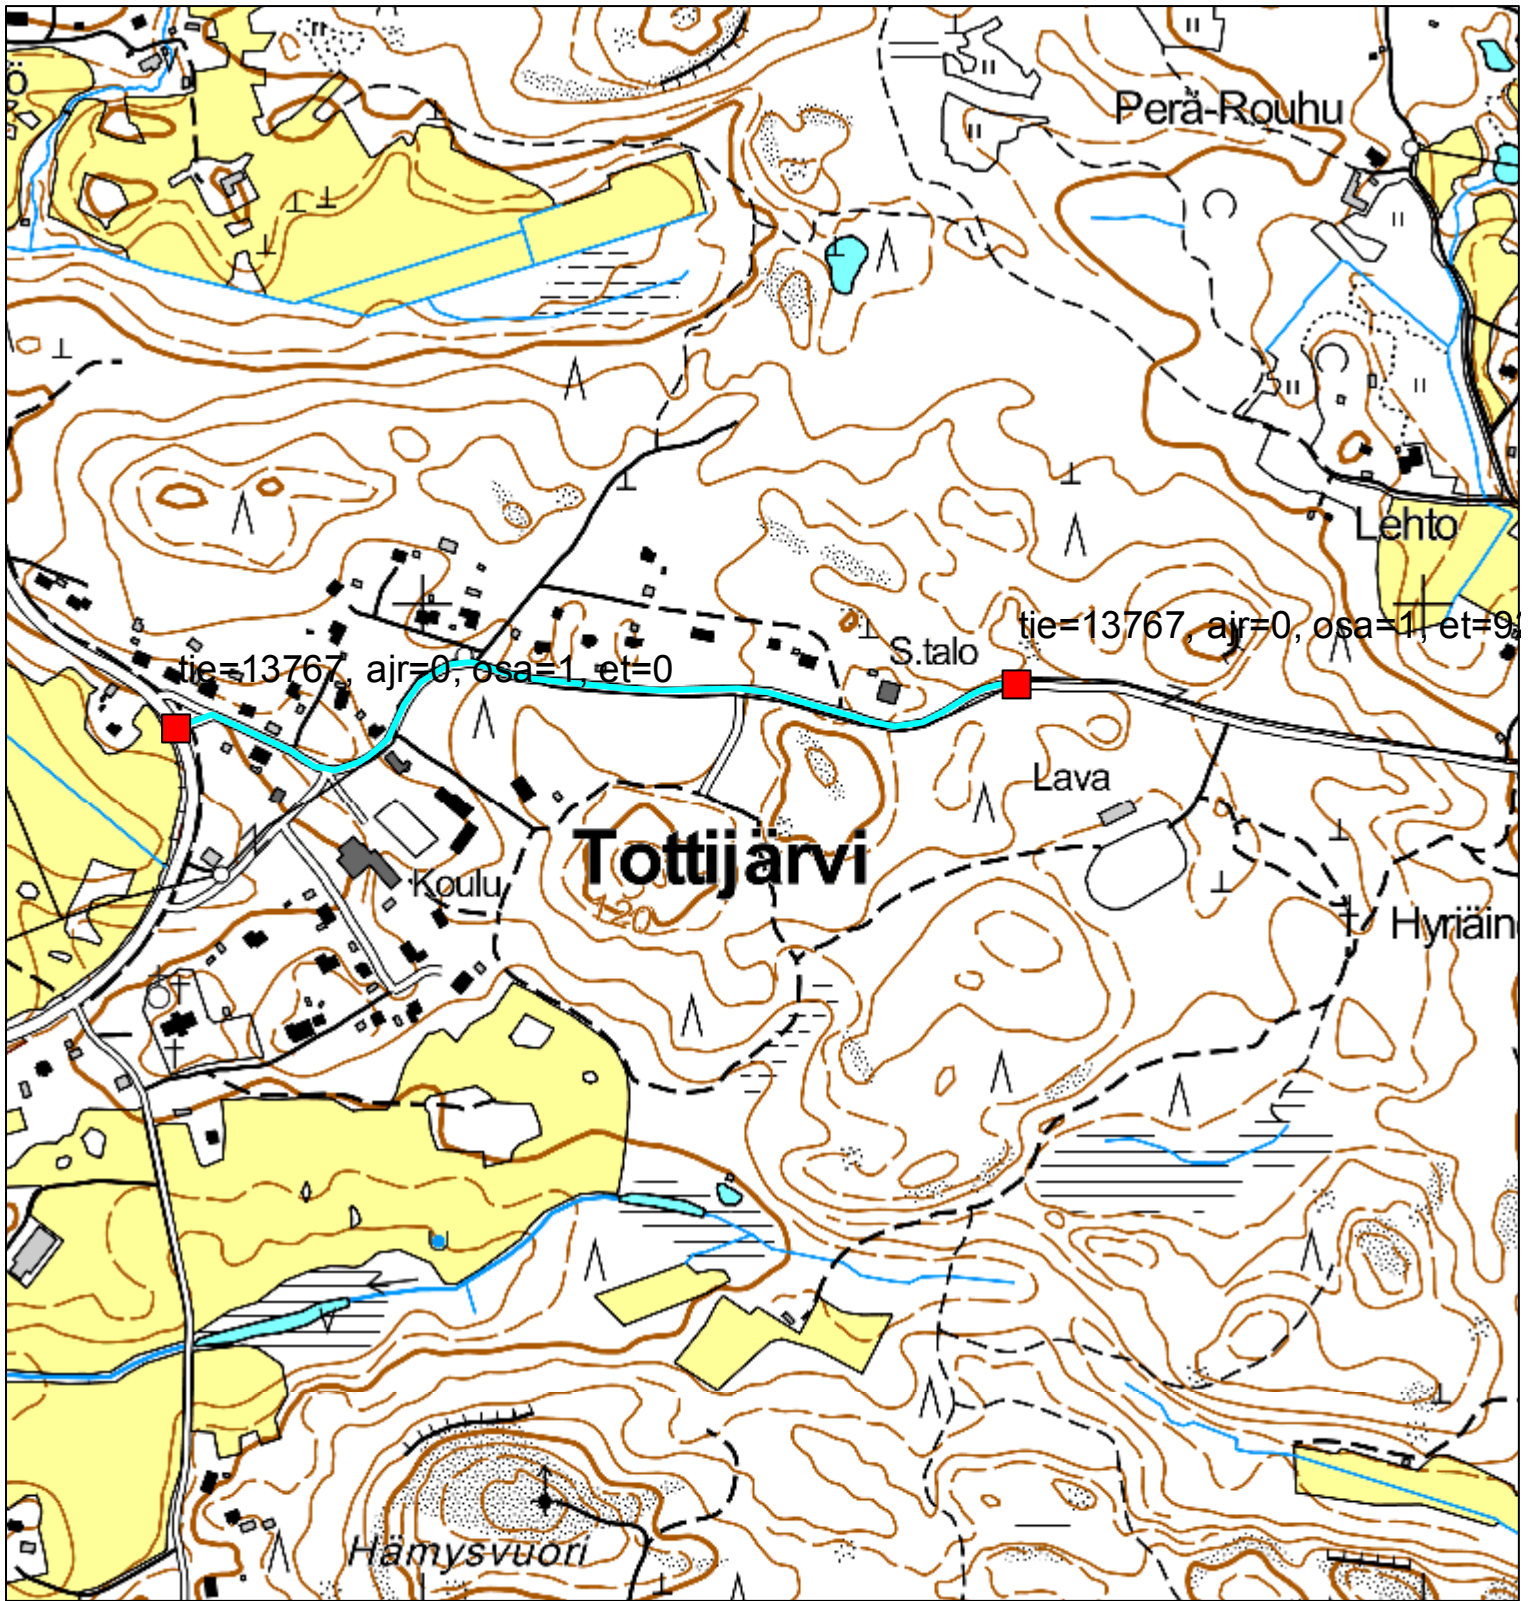 ö
Perä-Rouhu
Lehto
tie=13767, ajr=0, osa=1, et=9
S.talo
tie=13767, ajr=0, osa=1, et=0
Lava
Tottijärvi
Koulu
120
Hyriäin
Hämysvuori